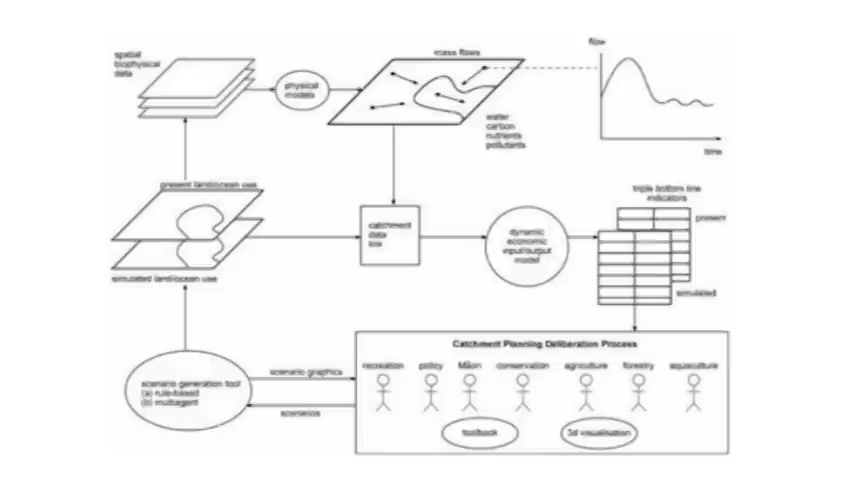 spatial
biophysical
data
physical
models
mass flows
water
carbon
nutrients
pollutants
flow
time
present land/ocean use
simulated land/ocean use
catchment
data
link
dynamic
economic
input/output
model
triple bottom line
indicators
present
simulated
scenario generation tool
(a) rule-based
(b) multiagent
scenario graphics
scenarios
Catchment Planning Deliberation Process
recreation policy Māori conservation agriculture forestry aquaculture
3d visualisation